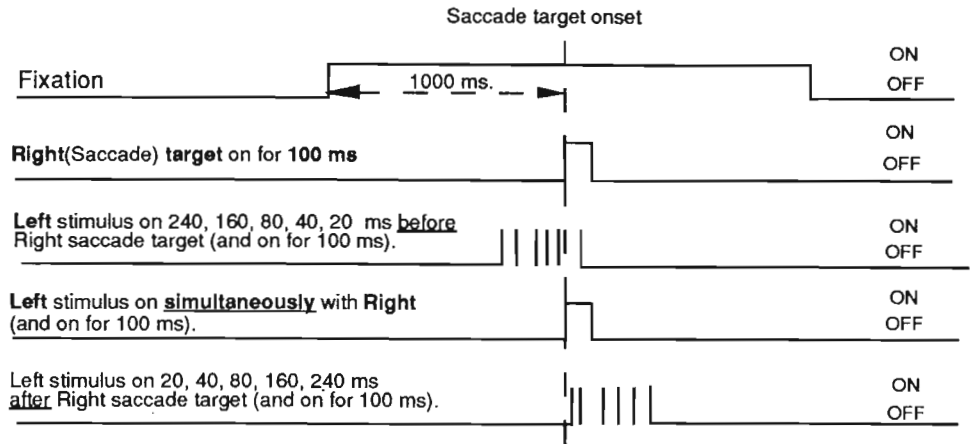 Saccade target onset
ON
Fixation
1000 ms.
OFF
ON
Right(Saccade) target on for 100 ms
OFF
Left stimulus on 240, 160, 80, 40, 20 ms before
ON
Right saccade target (and on for 100 ms).
OFF
Left stimulus on simultaneously with Right
ON
(and on for 100 ms).
OFF
Left stimulus on 20, 40, 80, 160, 240 ms
ON
after Right saccade target (and on for 100 ms).
OFF